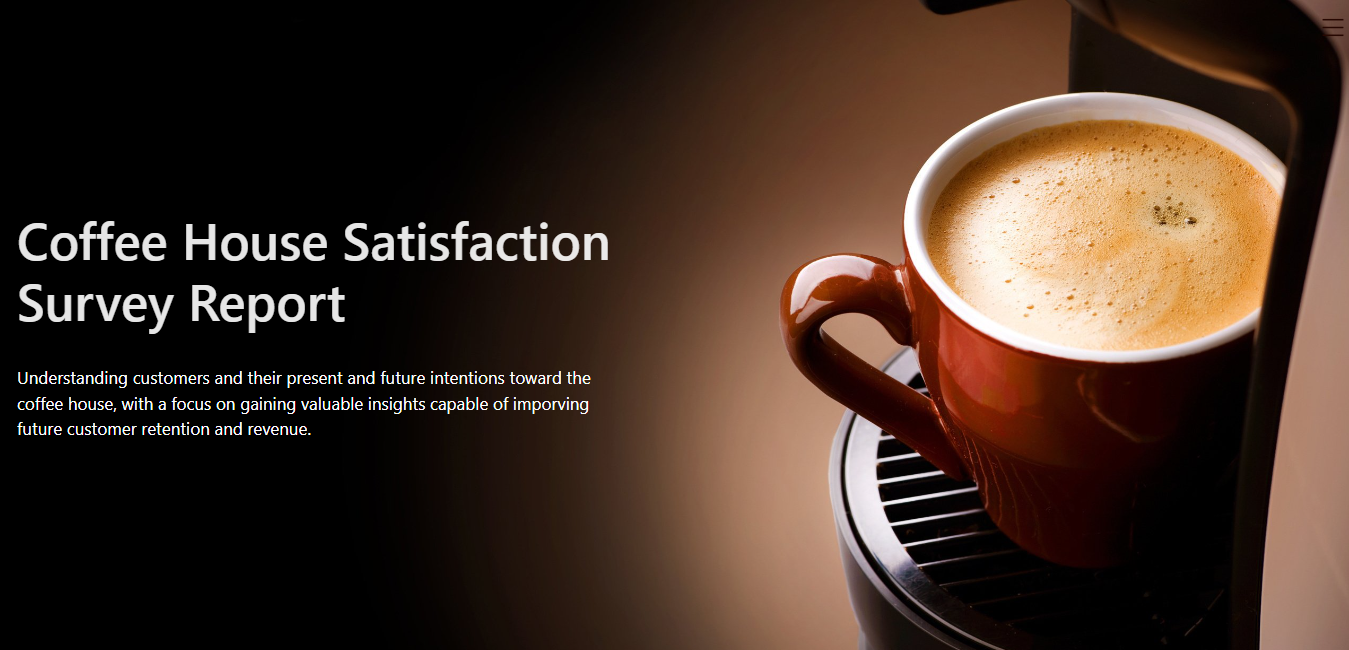 Coffee House Satisfaction
Survey Report
Understanding customers and their present and future intentions toward the
coffee house, with a focus on gaining valuable insights capable of imporving
future customer retention and revenue.